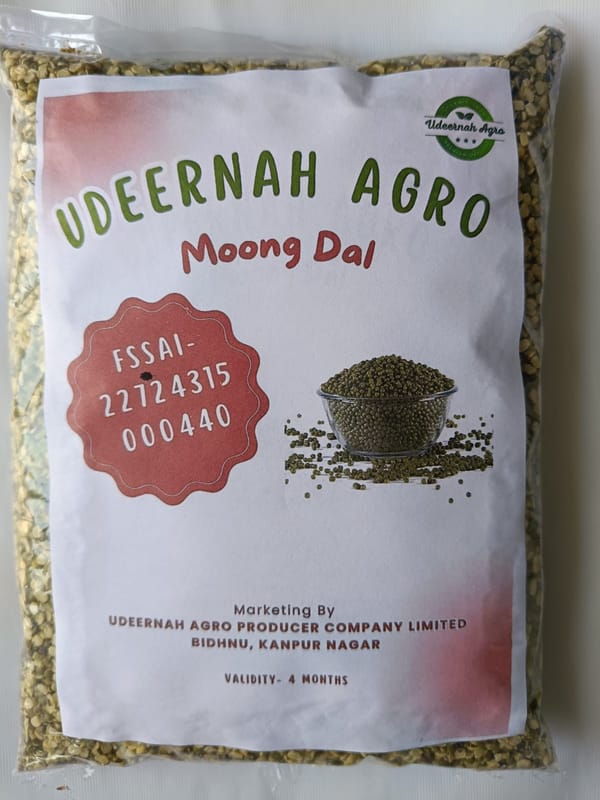 Udeernah Agro
UDEERNAH AGRO
Moong Dal
FSSAI-
22724315
000440
Marketing By
UDEERNAH AGRO PRODUCER COMPANY LIMITED
BIDHNU, KANPUR NAGAR
VALIDITY- 4 MONTHS